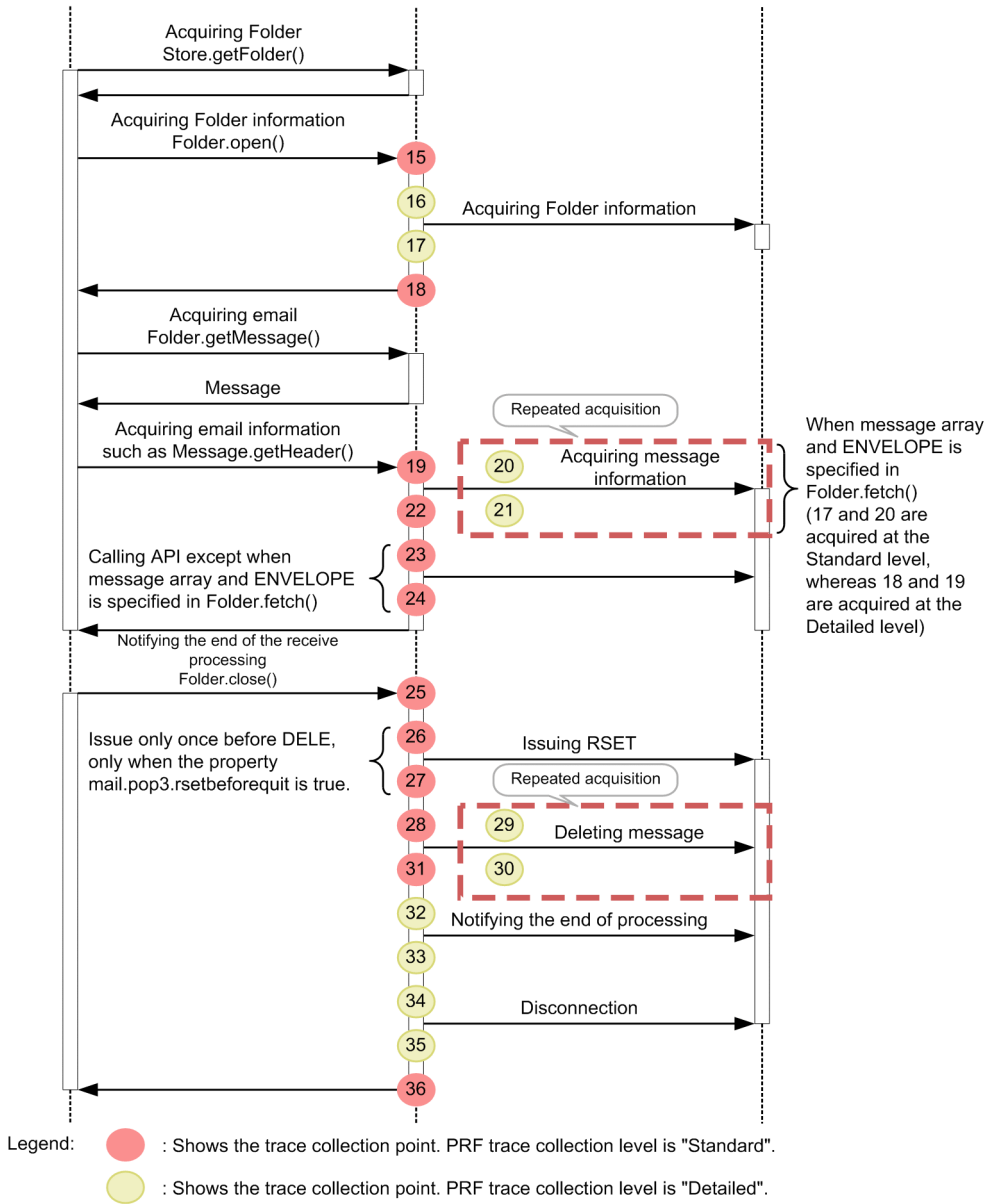 Acquiring Folder
Store.getFolder()
Acquiring Folder information
Folder.open()
15
16
Acquiring Folder information
17
18
Acquiring email
Folder.getMessage()
Message
Repeated acquisition
Acquiring email information
such as Message.getHeader()
19
20
Acquiring message
information
22
21
When message array
and ENVELOPE is
specified in
Folder.fetch()
(17 and 20 are
acquired at the
Standard level,
whereas 18 and 19
are acquired at the
Detailed level)
Calling API except when
message array and ENVELOPE
is specified in Folder.fetch()
23
24
Notifying the end of the receive
processing
Folder.close()
25
Issue only once before DELE,
only when the property
mail.pop3.rsetbeforequit is true.
26
Issuing RSET
27
Repeated acquisition
28
29
Deleting message
31
30
32
Notifying the end of processing
33
34
Disconnection
35
36
Legend:
: Shows the trace collection point. PRF trace collection level is "Standard".
: Shows the trace collection point. PRF trace collection level is "Detailed".